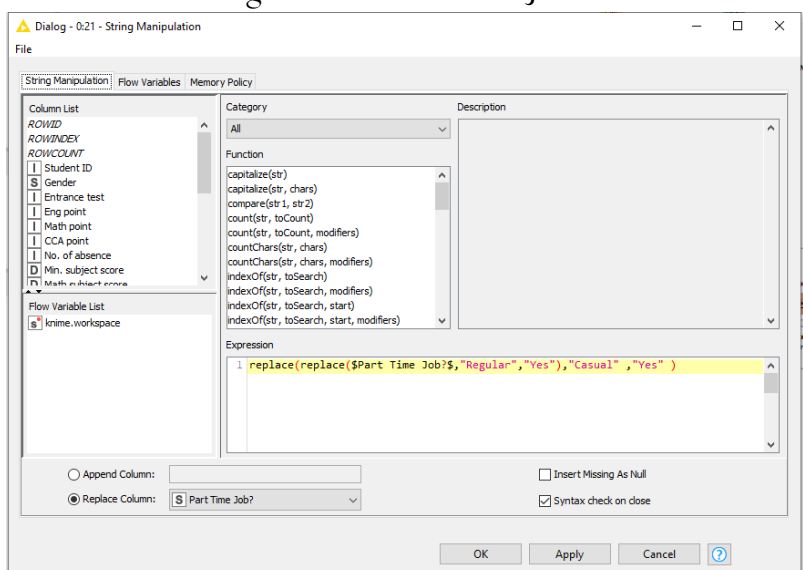 Dialog - 0:21 - String Manipulation
File
String Manipulation Flow Variables Memory Policy
Column List
ROWID
ROWINDEX
ROWCOUNT
I Student ID
S Gender
I Entrance test
I Eng point
I Math point
I CCA point
I No. of absence
D Min. subject score
D Math subject score
Flow Variable List
s knime.workspace
Category
All
Function
capitalize(str)
capitalize(str, chars)
compare(str1, str2)
count(str, toCount)
count(str, toCount, modifiers)
countChars(str, chars)
countChars(str, chars, modifiers)
indexOf(str, toSearch)
indexOf(str, toSearch, modifiers)
indexOf(str, toSearch, start)
indexOf(str, toSearch, start, modifiers)
Description
Expression
1 replace(replace($Part Time Job?$,"Regular","Yes"),"Casual" ,"Yes" )
Append Column:
Insert Missing As Null
Replace Column: S Part Time Job?
Syntax check on close
OK Apply Cancel ?